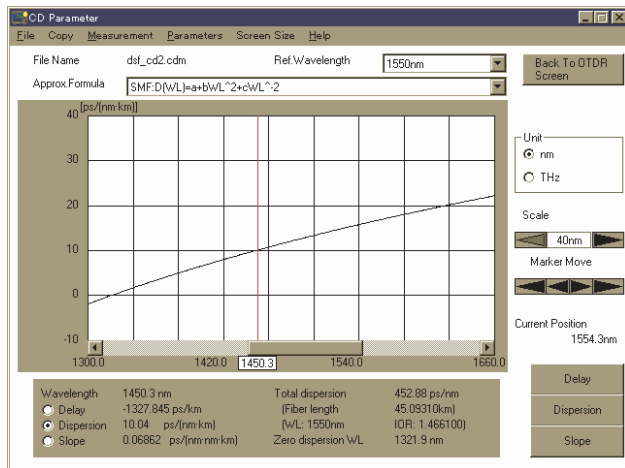 CD Parameter
File Copy Measurement Parameters Screen Size Help
File Name dsf_cd2.cdm Ref.Wavelength 1550nm
Back To OTDR
Screen
Approx.Formula SMF:D(WL)=a+bWL^2+cWL^-2
[ps/(nm·km)]
40
30
20
10
0
-10
1300.0 1420.0 1450.3 1540.0 1660.0
Unit
nm
THz
Scale
40nm
Marker Move
Current Position
1554.3nm
Wavelength 1450.3 nm Total dispersion 452.88 ps/nm
Delay -1327.845 ps/km (Fiber length 45.09310km)
Dispersion 10.04 ps/(nm·km) (WL: 1550nm IOR: 1.466100)
Slope 0.06862 ps/(nm·nm·km) Zero dispersion WL 1321.9 nm
Delay
Dispersion
Slope